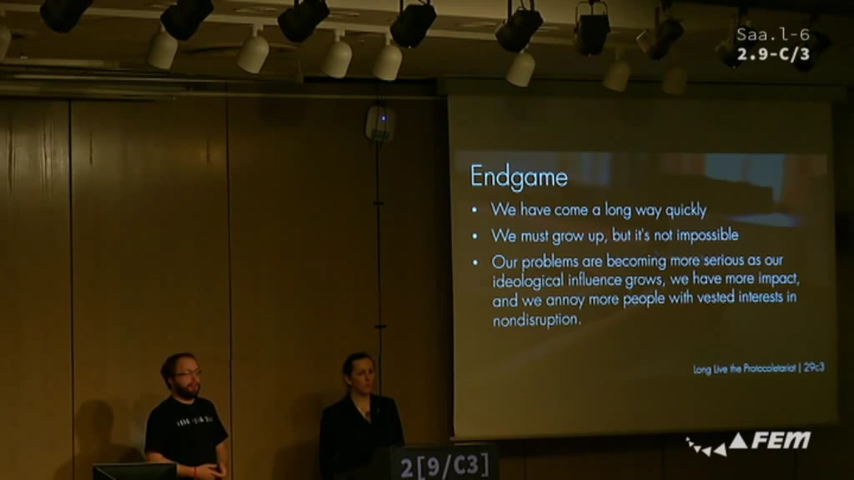 Saa.l-6
2.9-C/3
Endgame
• We have come a long way quickly
• We must grow up, but it's not impossible
• Our problems are becoming more serious as our
ideological influence grows, we have more impact,
and we annoy more people with vested interests in
nondisruption.
Long Live the Protocoletariat | 29c3
FEM
2[9/C3]